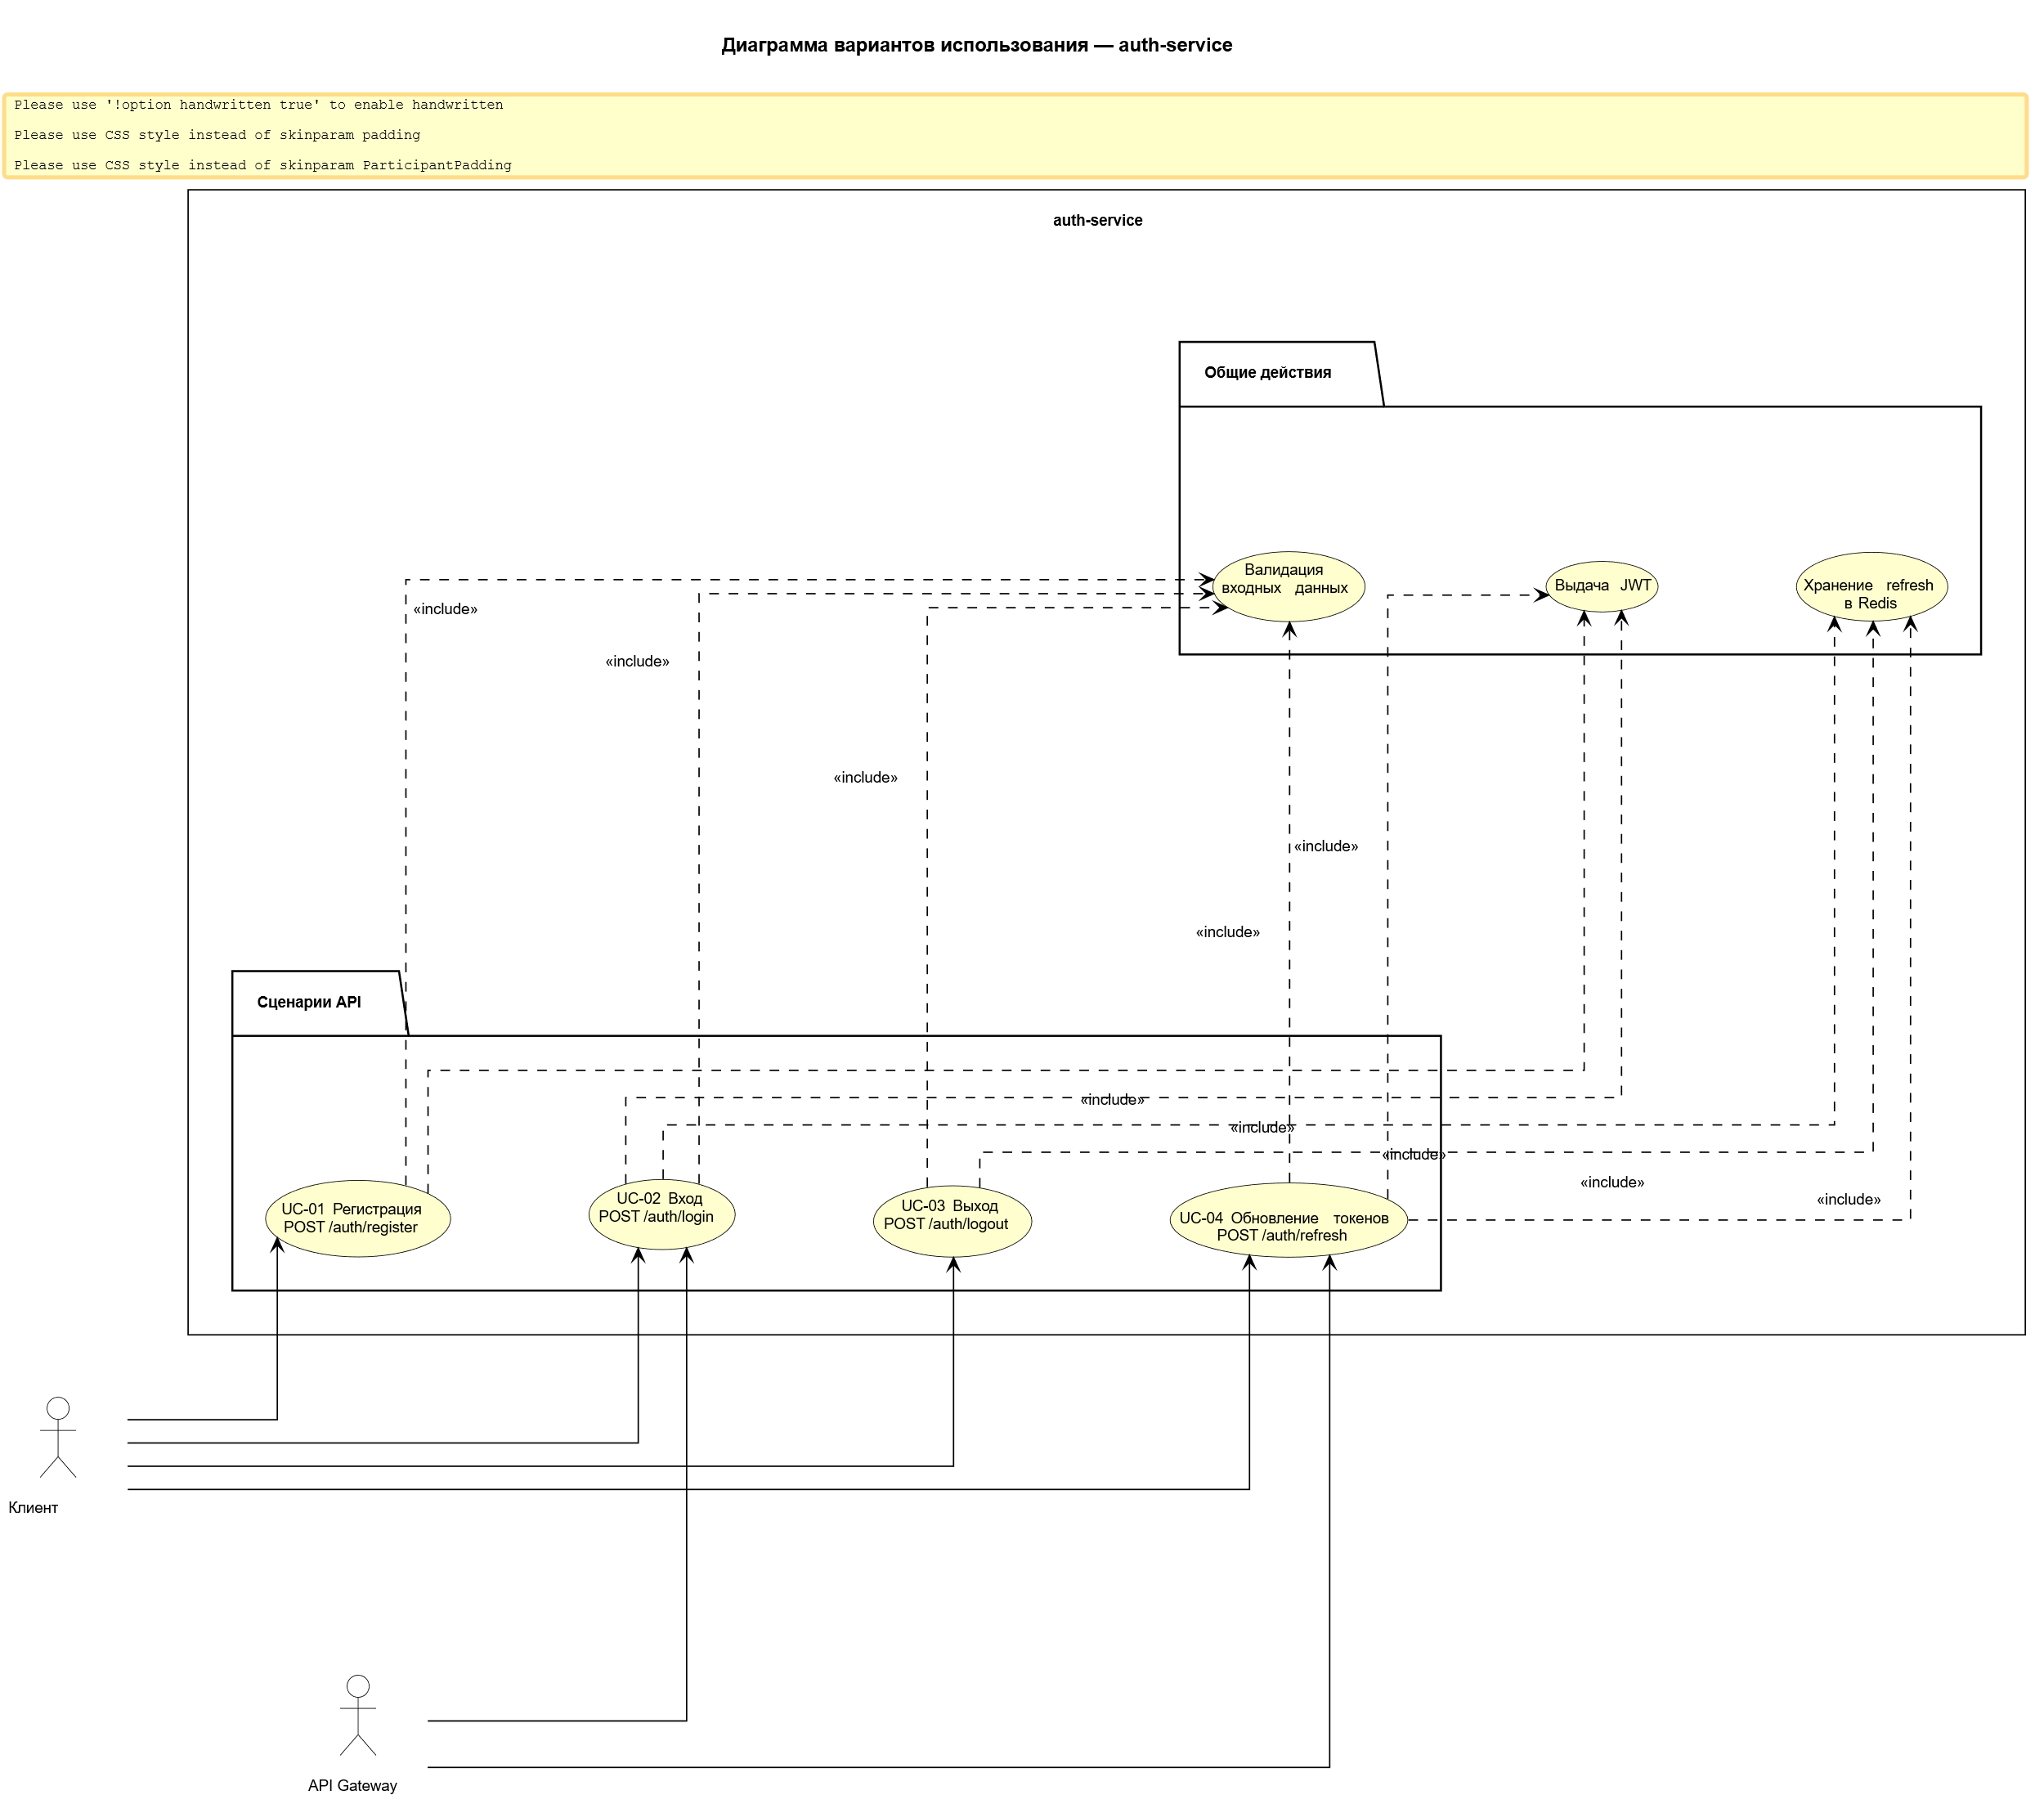 Диаграмма вариантов использования — auth-service
Please use '!option handwritten true' to enable handwritten
Please use CSS style instead of skinparam padding
Please use CSS style instead of skinparam ParticipantPadding
auth-service
Общие действия
Валидация
входных данных
Выдача JWT
Хранение refresh
в Redis
«include»
«include»
«include»
«include»
«include»
Сценарии API
«include»
«include»
«include»
«include»
«include»
UC-01 Регистрация
POST /auth/register
UC-02 Вход
POST /auth/login
UC-03 Выход
POST /auth/logout
UC-04 Обновление токенов
POST /auth/refresh
Клиент
API Gateway